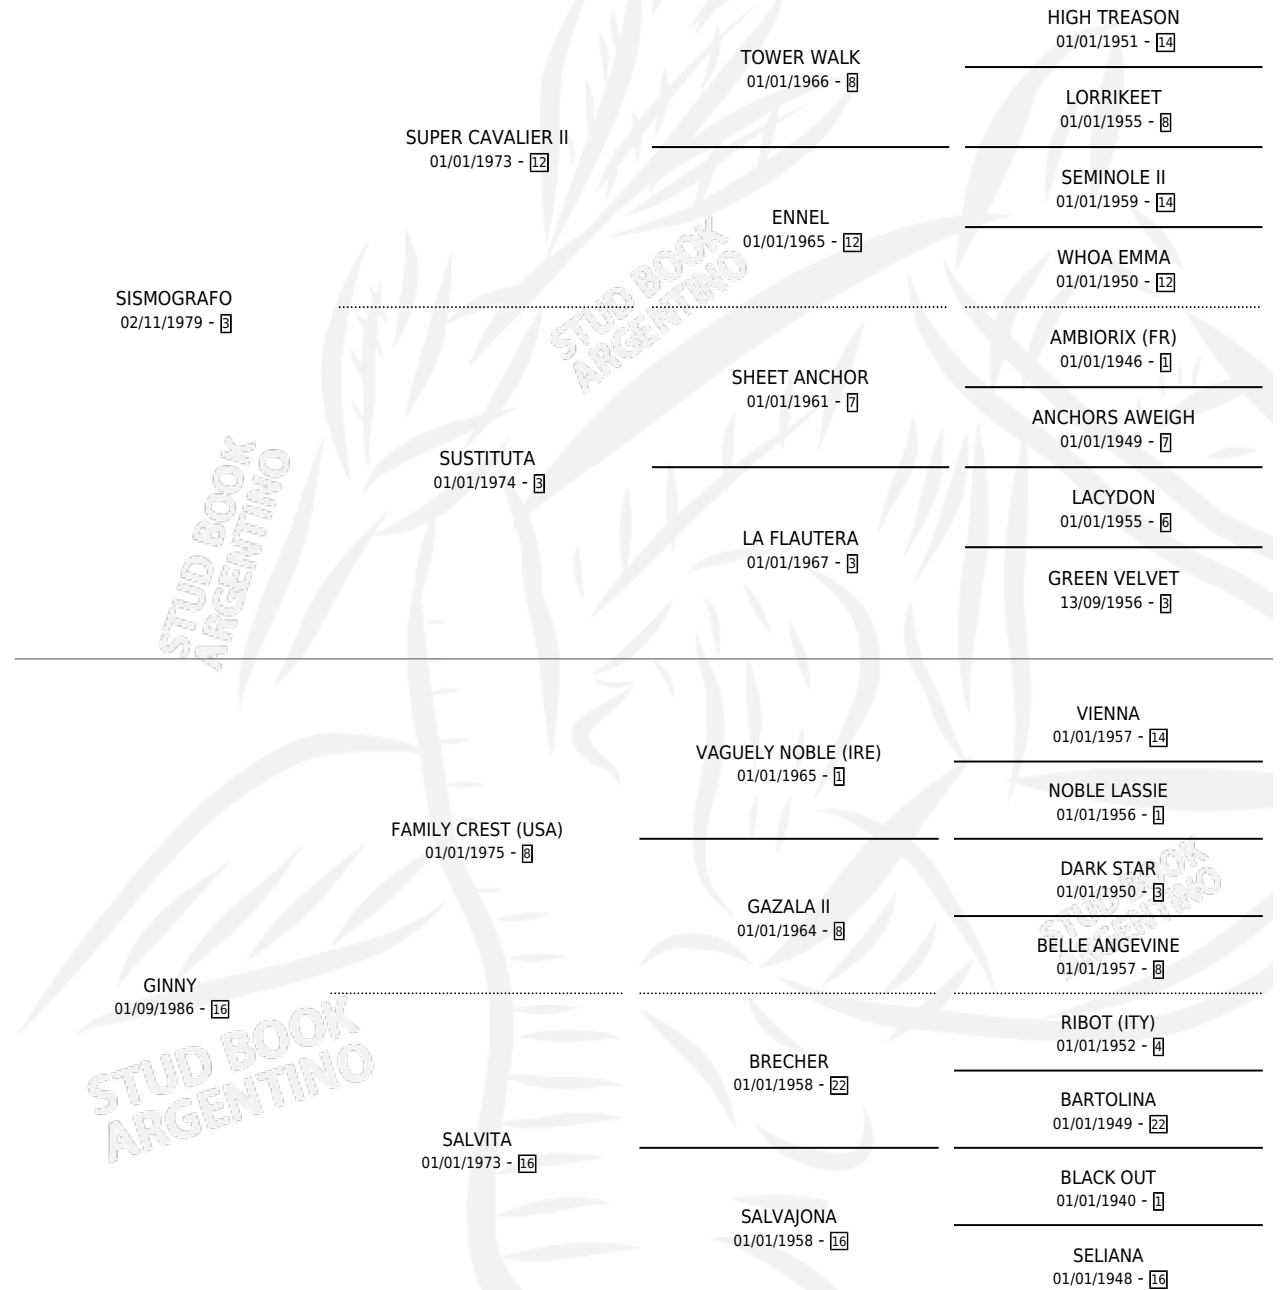 HIGH TREASON
01/01/1951 - 14
TOWER WALK
01/01/1966 - 8
LORRIKEET
01/01/1955 - 8
SUPER CAVALIER II
01/01/1973 - 12
SEMINOLE II
01/01/1959 - 14
ENNEL
01/01/1965 - 12
WHOA EMMA
01/01/1950 - 12
SISMOGRAFO
02/11/1979 - 3
STUD BOOK
ARGENTINO
AMBIORIX (FR)
01/01/1946 - 1
SHEET ANCHOR
01/01/1961 - 7
ANCHORS AWEIGH
01/01/1949 - 7
SUSTITUTA
01/01/1974 - 3
LACYDON
01/01/1955 - 6
LA FLAUTERA
01/01/1967 - 3
GREEN VELVET
13/09/1956 - 3
STUD BOOK
ARGENTINO
VIENNA
01/01/1957 - 14
VAGUELY NOBLE (IRE)
01/01/1965 - 1
NOBLE LASSIE
01/01/1956 - 1
FAMILY CREST (USA)
01/01/1975 - 8
DARK STAR
01/01/1950 - 3
GAZALA II
01/01/1964 - 8
STUD BOOK
ARGENTINO
BELLE ANGEVINE
01/01/1957 - 8
GINNY
01/09/1986 - 16
RIBOT (ITY)
01/01/1952 - 4
STUD BOOK
ARGENTINO
BRECHER
01/01/1958 - 22
BARTOLINA
01/01/1949 - 22
SALVITA
01/01/1973 - 16
BLACK OUT
01/01/1940 - 1
SALVAJONA
01/01/1958 - 16
SELIANA
01/01/1948 - 16